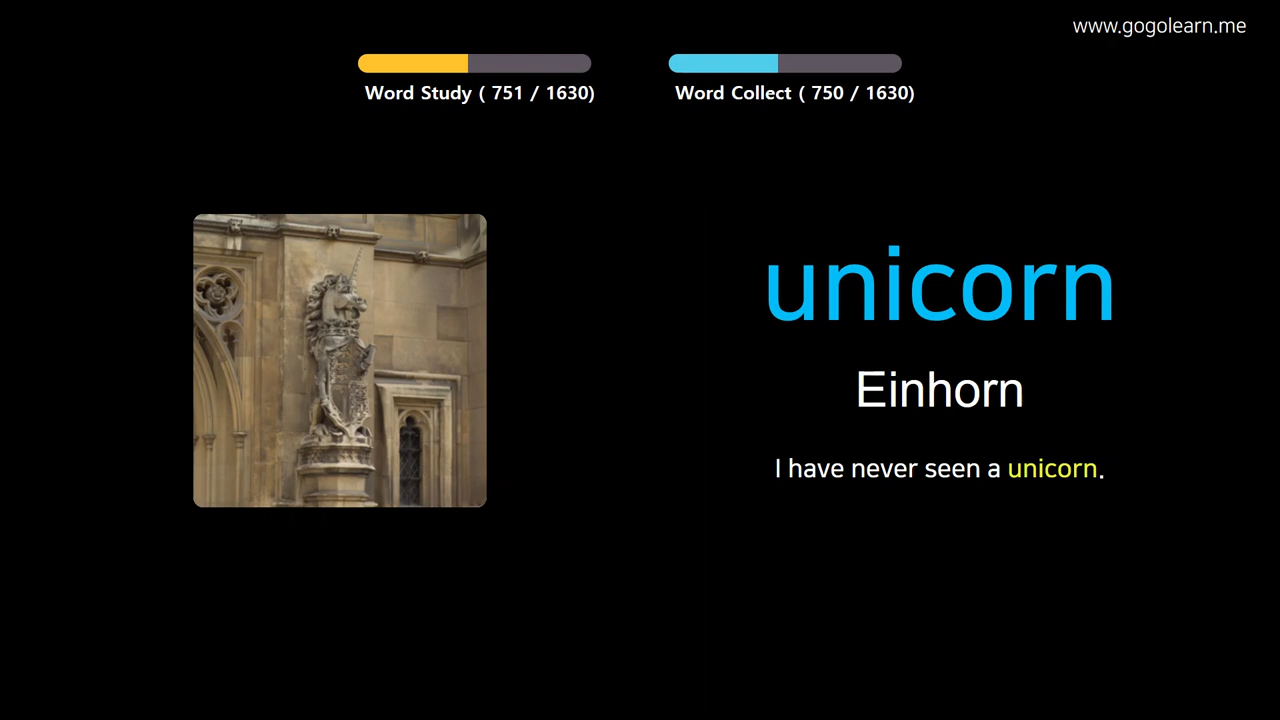 www.gogolearn.me
Word Study ( 751 / 1630)
Word Collect ( 750 / 1630)
unicorn
Einhorn
I have never seen a unicorn.